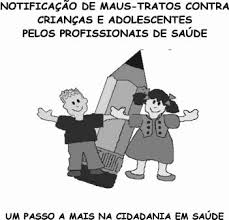 NOTIFICAÇÃO DE MAUS-TRATOS CONTRA
CRIANÇAS E ADOLESCENTES
PELOS PROFISSIONAIS DE SAÚDE
UM PASSO A MAIS NA CIDADANIA EM SAÚDE